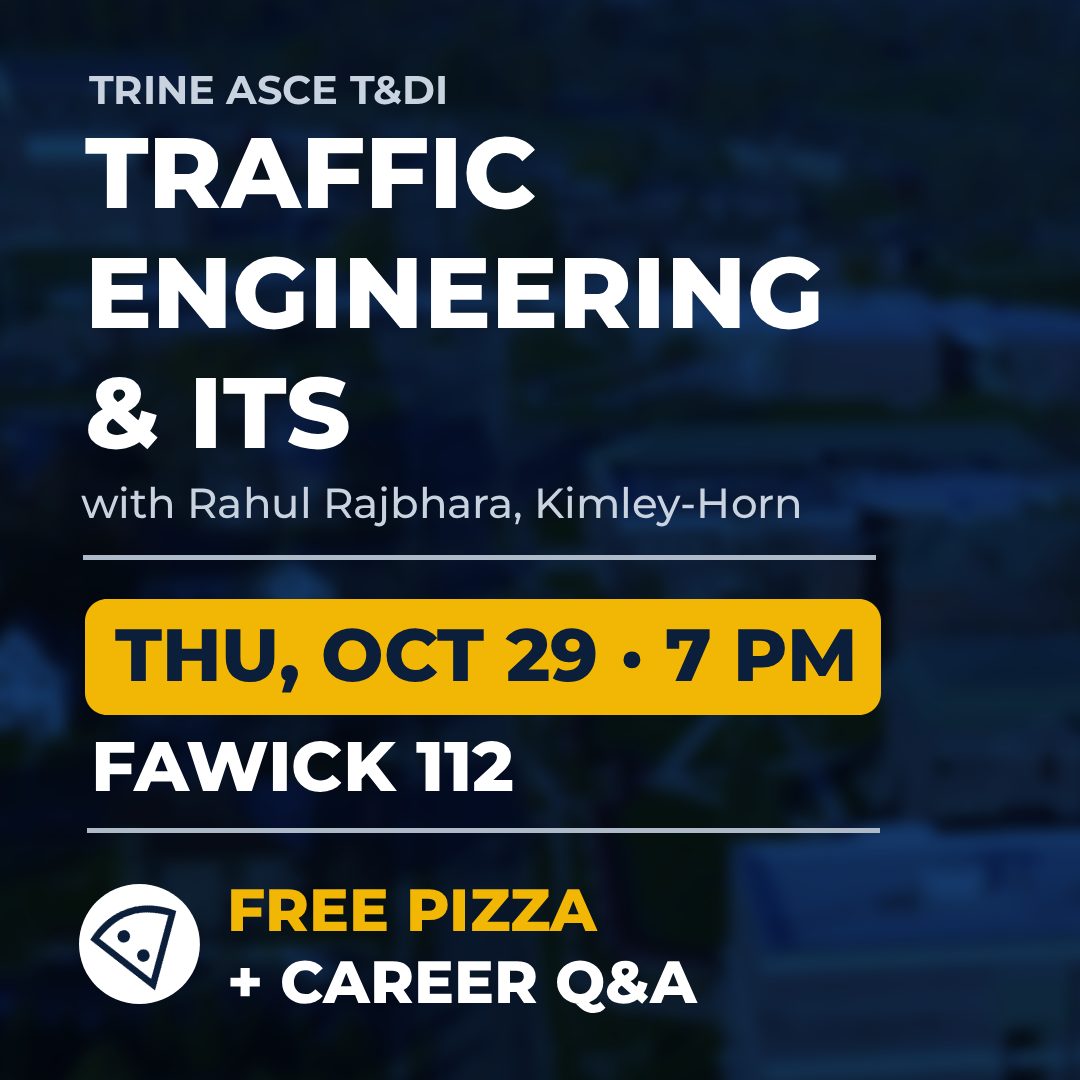 TRINE ASCE T&DI
TRAFFIC
ENGINEERING
& ITS
with Rahul Rajbhara, Kimley-Horn
THU, OCT 29 • 7 PM
FAWICK 112
FREE PIZZA
+ CAREER Q&A